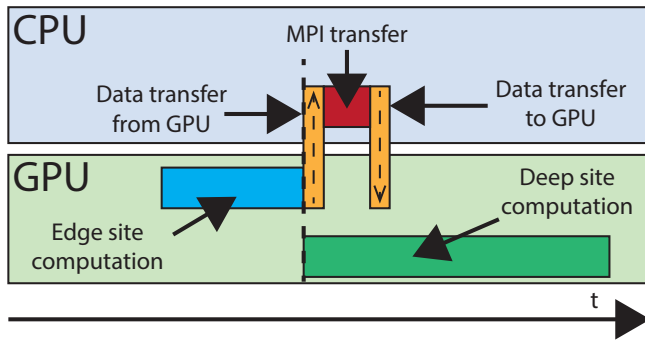 CPU
MPI transfer
Data transfer
from GPU
Data transfer
to GPU
GPU
Edge site
computation
Deep site
computation
t